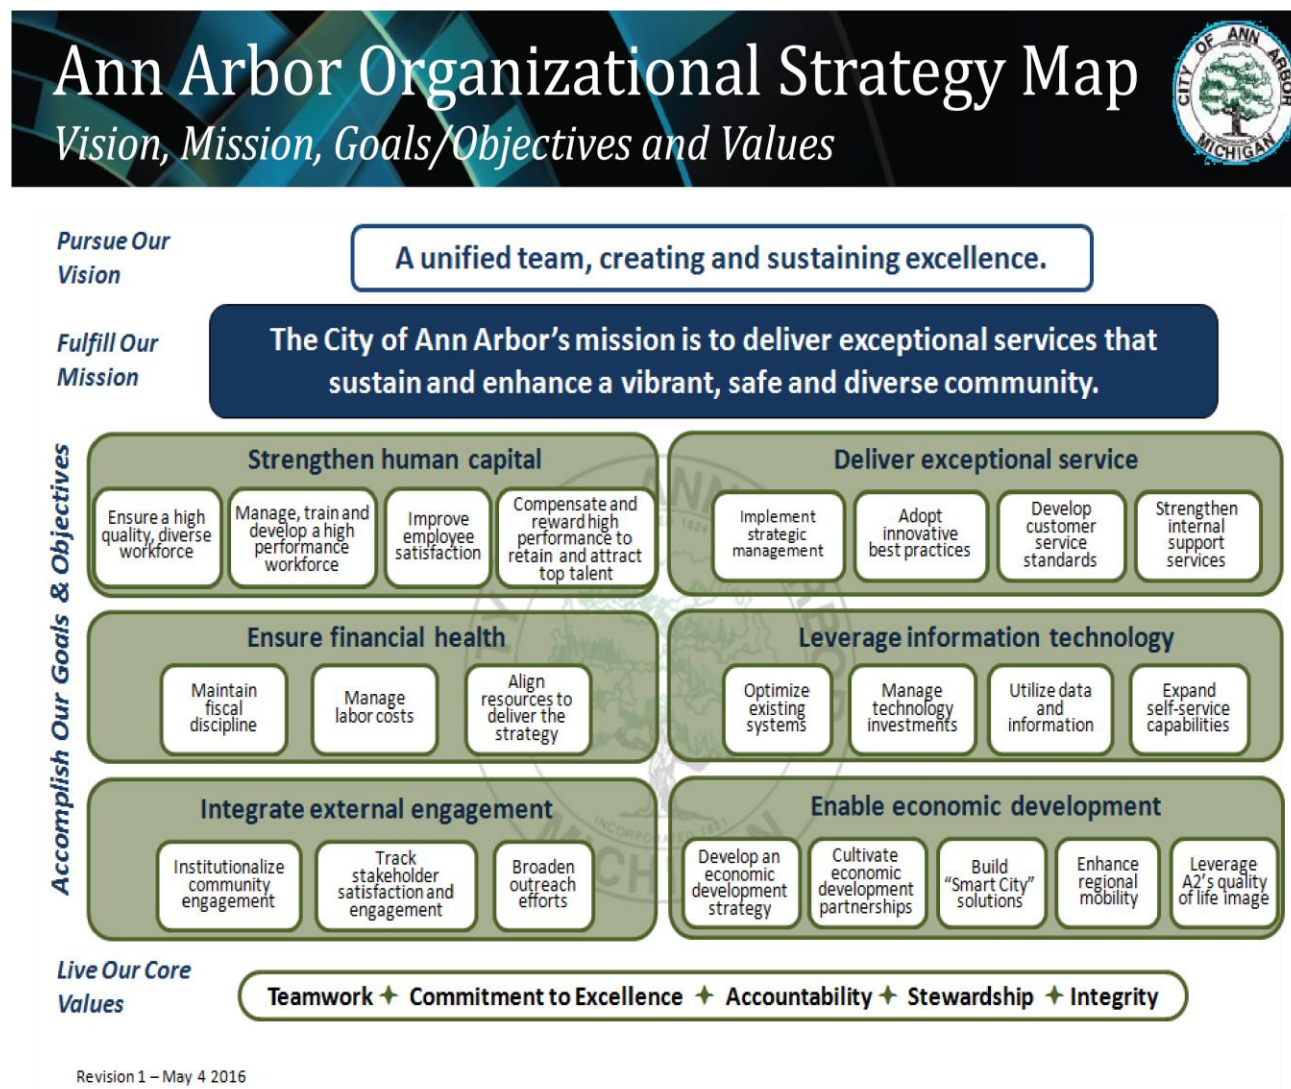 Ann Arbor Organizational Strategy Map
Vision, Mission, Goals/Objectives and Values
CITY OF ANN ARBOR
MICHIGAN
Pursue Our
Vision
A unified team, creating and sustaining excellence.
Fulfill Our
Mission
The City of Ann Arbor's mission is to deliver exceptional services that
sustain and enhance a vibrant, safe and diverse community.
Accomplish Our Goals & Objectives
Strengthen human capital
Ensure a high
quality, diverse
workforce
Manage, train and
develop a high
performance
workforce
Improve
employee
satisfaction
Compensate and
reward high
performance to
retain and attract
top talent
Deliver exceptional service
Implement
strategic
management
Adopt
innovative
best practices
Develop
customer
service
standards
Strengthen
internal
support
services
Ensure financial health
Maintain
fiscal
discipline
Manage
labor costs
Align
resources to
deliver the
strategy
Leverage information technology
Optimize
existing
systems
Manage
technology
investments
Utilize data
and
information
Expand
self-service
capabilities
Integrate external engagement
Institutionalize
community
engagement
Track
stakeholder
satisfaction and
engagement
Broaden
outreach
efforts
Enable economic development
Develop an
economic
development
strategy
Cultivate
economic
development
partnerships
Build
"Smart City"
solutions
Enhance
regional
mobility
Leverage
A2's quality
of life image
INCORPORATED 1851
MICHIGAN
Live Our Core
Values
Teamwork + Commitment to Excellence + Accountability + Stewardship + Integrity
Revision 1 – May 4 2016